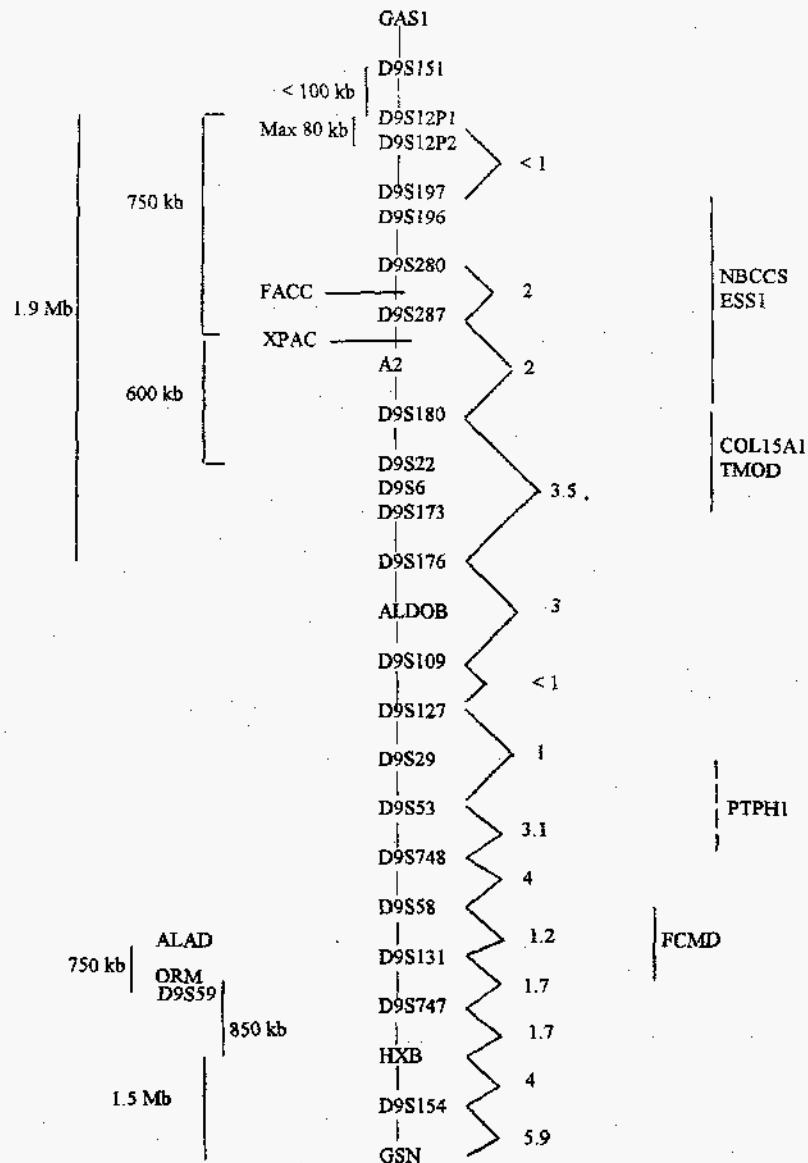 GAS1
D9S151
< 100 kb
D9S12P1
Max 80 kb
D9S12P2
< 1
750 kb
D9S197
D9S196
D9S280
NBCCS
FACC
2
ESS1
1.9 Mb
D9S287
XPAC
A2
2
600 kb
D9S180
COL15A1
D9S22
TMOD
D9S6
3.5
D9S173
D9S176
ALDOB
3
D9S109
< 1
D9S127
D9S29
1
D9S53
PTPH1
3.1
D9S748
4
D9S58
ALAD
1.2
FCMD
750 kb
D9S131
ORM
1.7
D9S59
D9S747
850 kb
1.7
HXB
4
1.5 Mb
D9S154
5.9
GSN